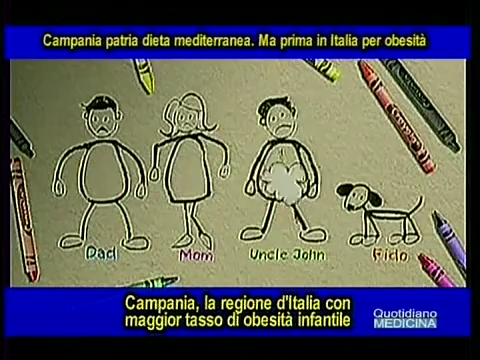 Campania patria dieta mediterranea. Ma prima in Italia per obesità
Dad Mom Uncle John Fido
Campania, la regione d'Italia con
maggior tasso di obesità infantile
Quotidiano
MEDICINA